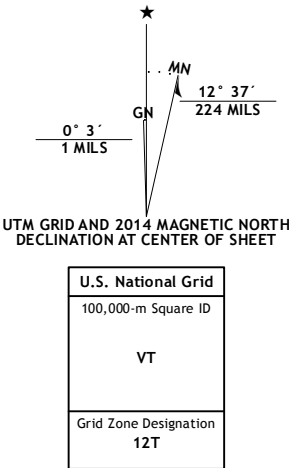 ★
MN
12° 37´
224 MILS
GN
0° 3´
1 MILS
UTM GRID AND 2014 MAGNETIC NORTH
DECLINATION AT CENTER OF SHEET
U.S. National Grid
100,000-m Square ID
VT
Grid Zone Designation
12T